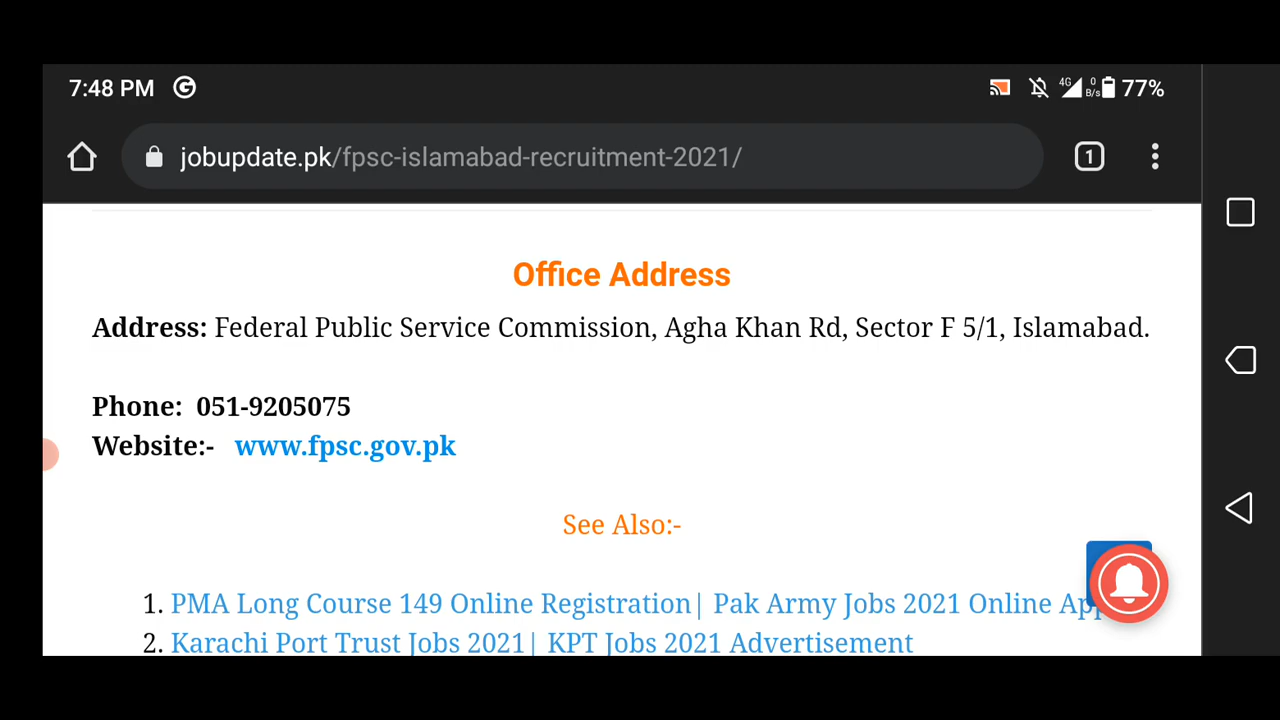 7:48 PM
4G 0 B/s 77%
jobupdate.pk/fpsc-islamabad-recruitment-2021/
1
Office Address
Address: Federal Public Service Commission, Agha Khan Rd, Sector F 5/1, Islamabad.
Phone: 051-9205075
Website:- www.fpsc.gov.pk
See Also:-
1. PMA Long Course 149 Online Registration| Pak Army Jobs 2021 Online
2. Karachi Port Trust Jobs 2021| KPT Jobs 2021 Advertisement